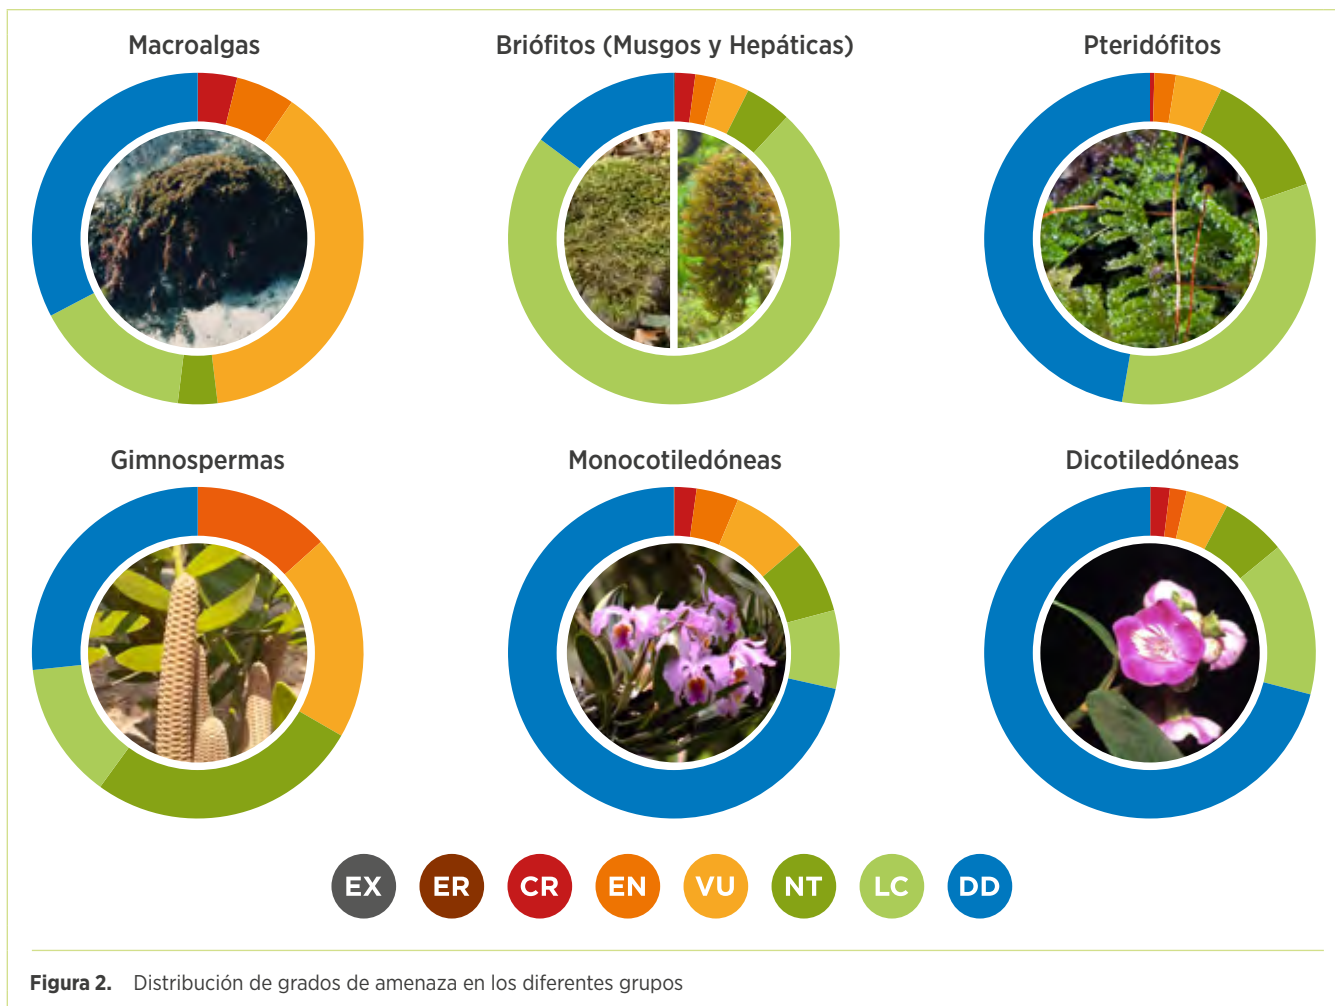 Macroalgas
Briófitos (Musgos y Hepáticas)
Pteridófitos
Gimnospermas
Monocotiledóneas
Dicotiledóneas
EX ER CR EN VU NT LC DD
Figura 2. Distribución de grados de amenaza en los diferentes grupos